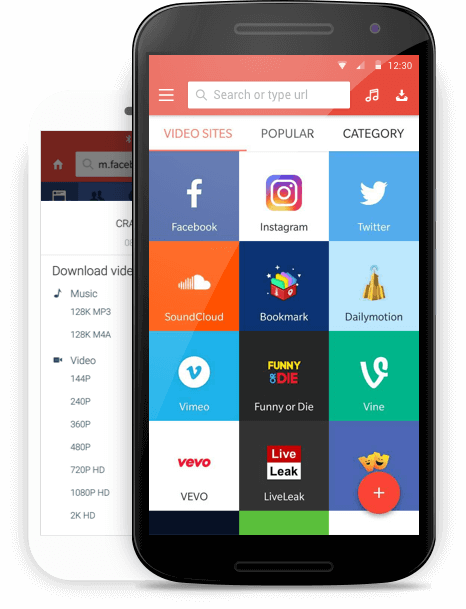 12:30
Search or type url
VIDEO SITES POPULAR CATEGORY
Facebook Instagram Twitter
SoundCloud Bookmark Dailymotion
FUNNY
OR
DIE
Vimeo Funny or Die Vine
vevo
Live
Leak
VEVO LiveLeak
m.faceb
CRA
Download vide
Music
128K MP3
128K M4A
Video
144P
240P
360P
480P
720P HD
1080P HD
2K HD